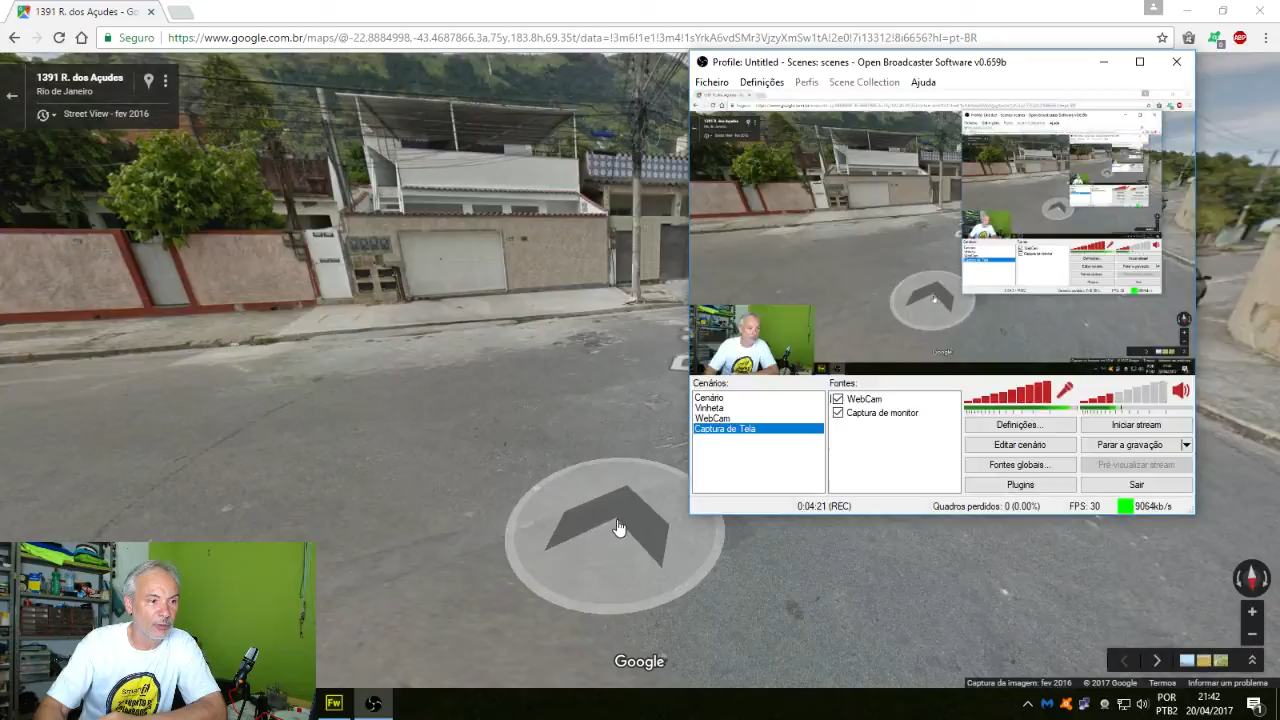 1391 R. dos Açudes - Go
Seguro
https://www.google.com.br/maps/@-22.8884998,-43.4687866,3a,75y,183.8h,69.35t/data=!3m6!1e1!3m4!1sYrkA6vdSMr3VjzyXmSw1tA!2e0!7i13312!8i6656?hl=pt-BR
1391 R. dos Açudes
Rio de Janeiro
Street View - fev 2016
Profile: Untitled - Scenes: scenes - Open Broadcaster Software v0.659b
Ficheiro Definições Perfis Scene Collection Ajuda
Cenários:
Cenário
Vinheta
WebCam
Captura de Tela
Fontes:
WebCam
Captura de monitor
Definições... Iniciar stream
Editar cenário Parar a gravação
Fontes globais... Pré-visualizar stream
Plugins Sair
0:04:21 (REC) Quadros perdidos: 0 (0.00%) FPS: 30 9064kb/s
Google
Captura da imagem: fev 2016 © 2017 Google Termos Informar um problema
Fw
POR
PTB2
21:42
20/04/2017